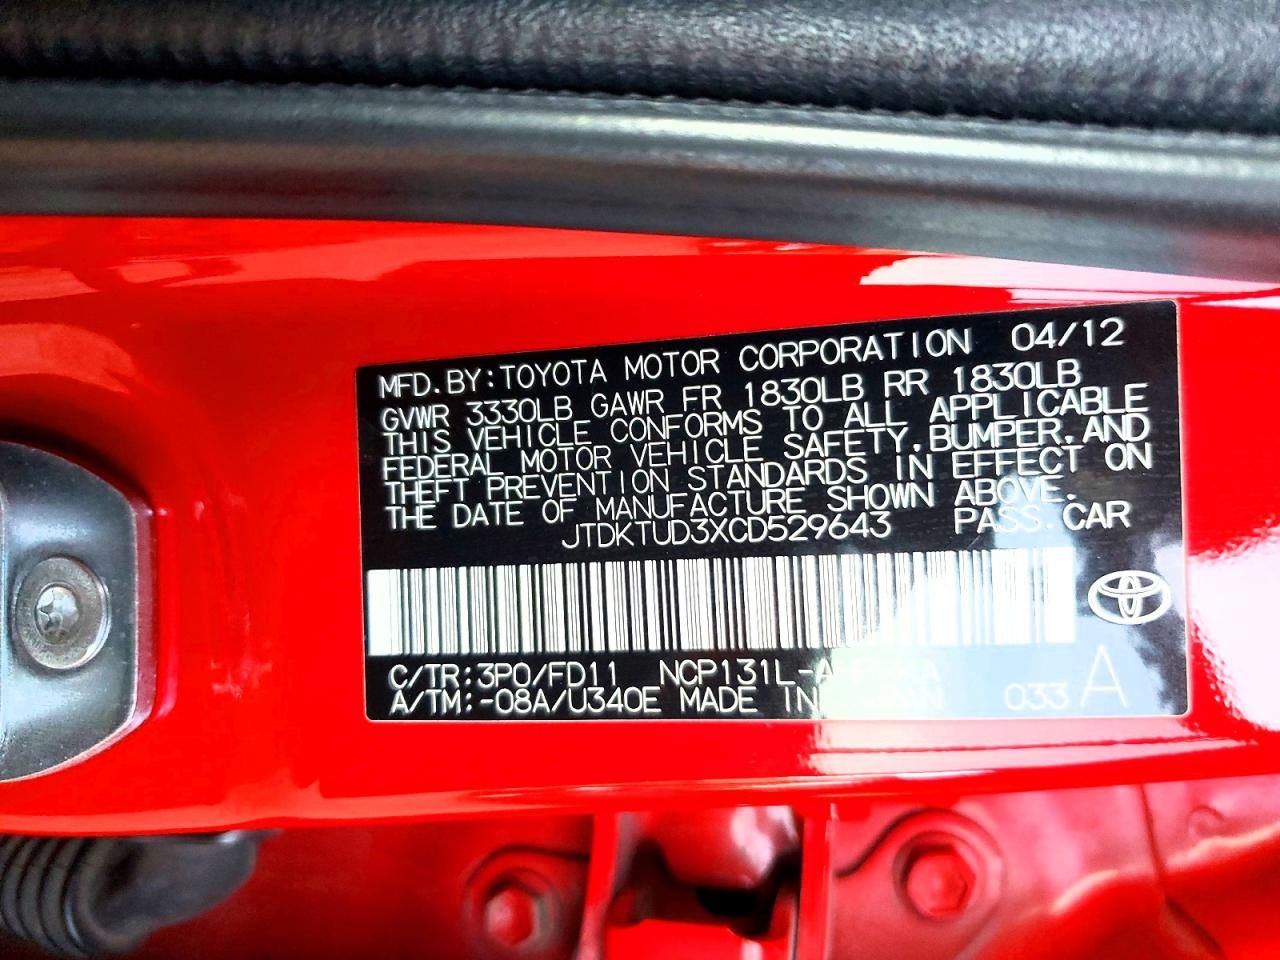 MFD.BY:TOYOTA MOTOR CORPORATION 04/12
GVWR 3330LB GAWR FR 1830LB RR 1830LB
THIS VEHICLE CONFORMS TO ALL APPLICABLE
FEDERAL MOTOR VEHICLE SAFETY,BUMPER,AND
THEFT PREVENTION STANDARDS IN EFFECT ON
THE DATE OF MANUFACTURE SHOWN ABOVE.
JTDKTUD3XCD529643 PASS.CAR
C/TR:3P0/FD11
A/TM:-08A/U340E MADE IN 033 A